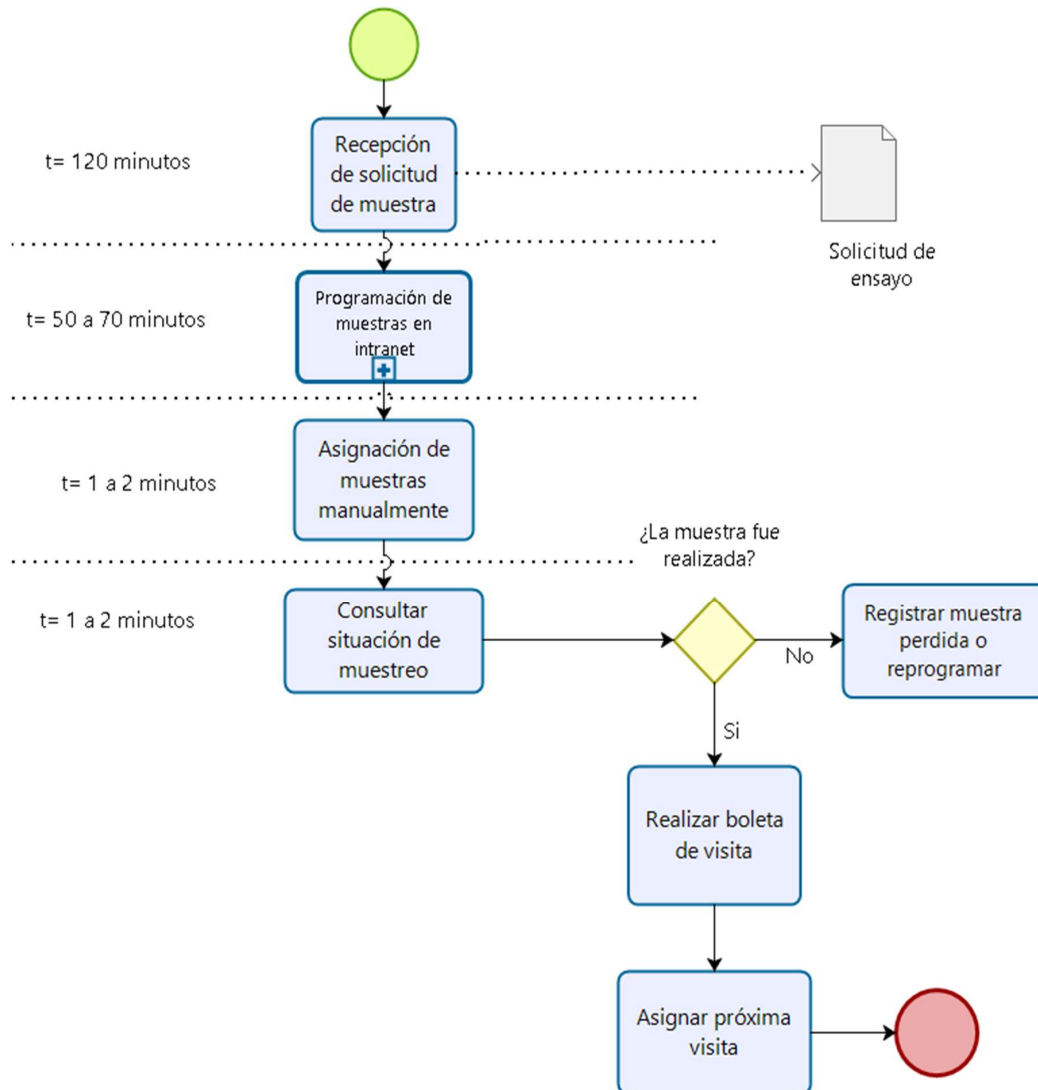 t= 120 minutos
Recepción
de solicitud
de muestra
Solicitud de
ensayo
t= 50 a 70 minutos
Programación de
muestras en
intranet
t= 1 a 2 minutos
Asignación de
muestras
manualmente
¿La muestra fue
realizada?
t= 1 a 2 minutos
Consultar
situación de
muestreo
No
Registrar muestra
perdida o
reprogramar
Si
Realizar boleta
de visita
Asignar próxima
visita